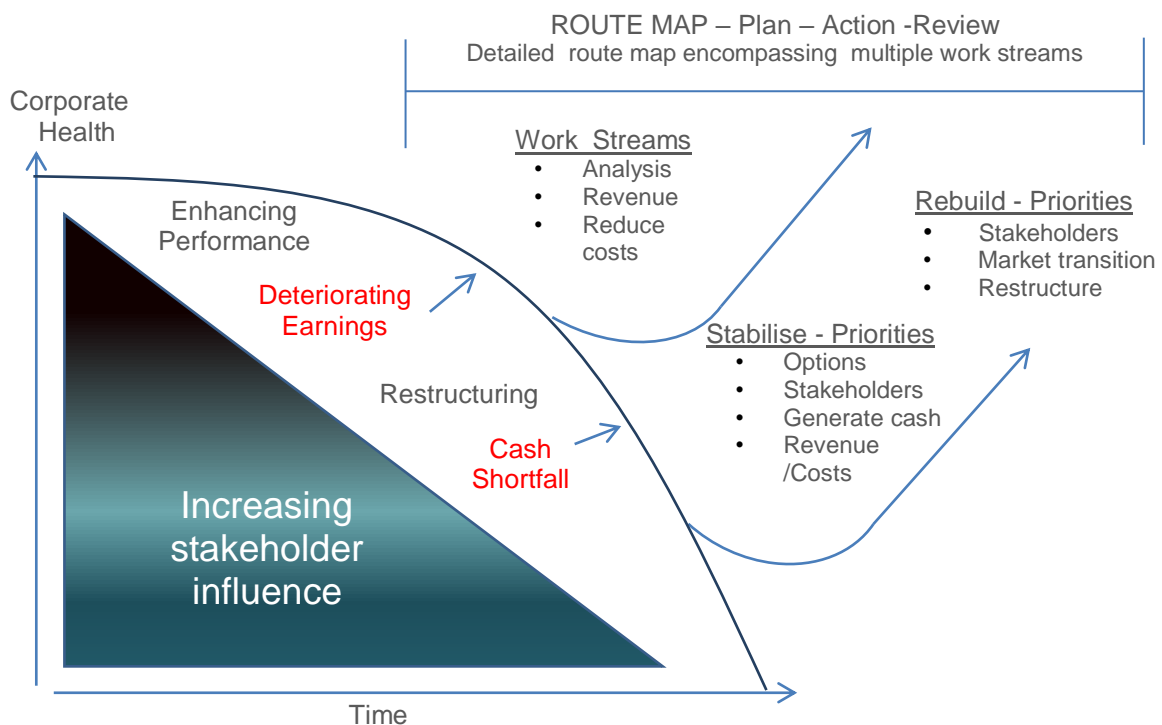 ROUTE MAP – Plan – Action -Review
Detailed route map encompassing multiple work streams
Corporate
Health
Work Streams
• Analysis
• Revenue
• Reduce
costs
Enhancing
Performance
Deteriorating
Earnings
Rebuild - Priorities
• Stakeholders
• Market transition
• Restructure
Stabilise - Priorities
• Options
• Stakeholders
• Generate cash
• Revenue
/Costs
Restructuring
Cash
Shortfall
Increasing
stakeholder
influence
Time